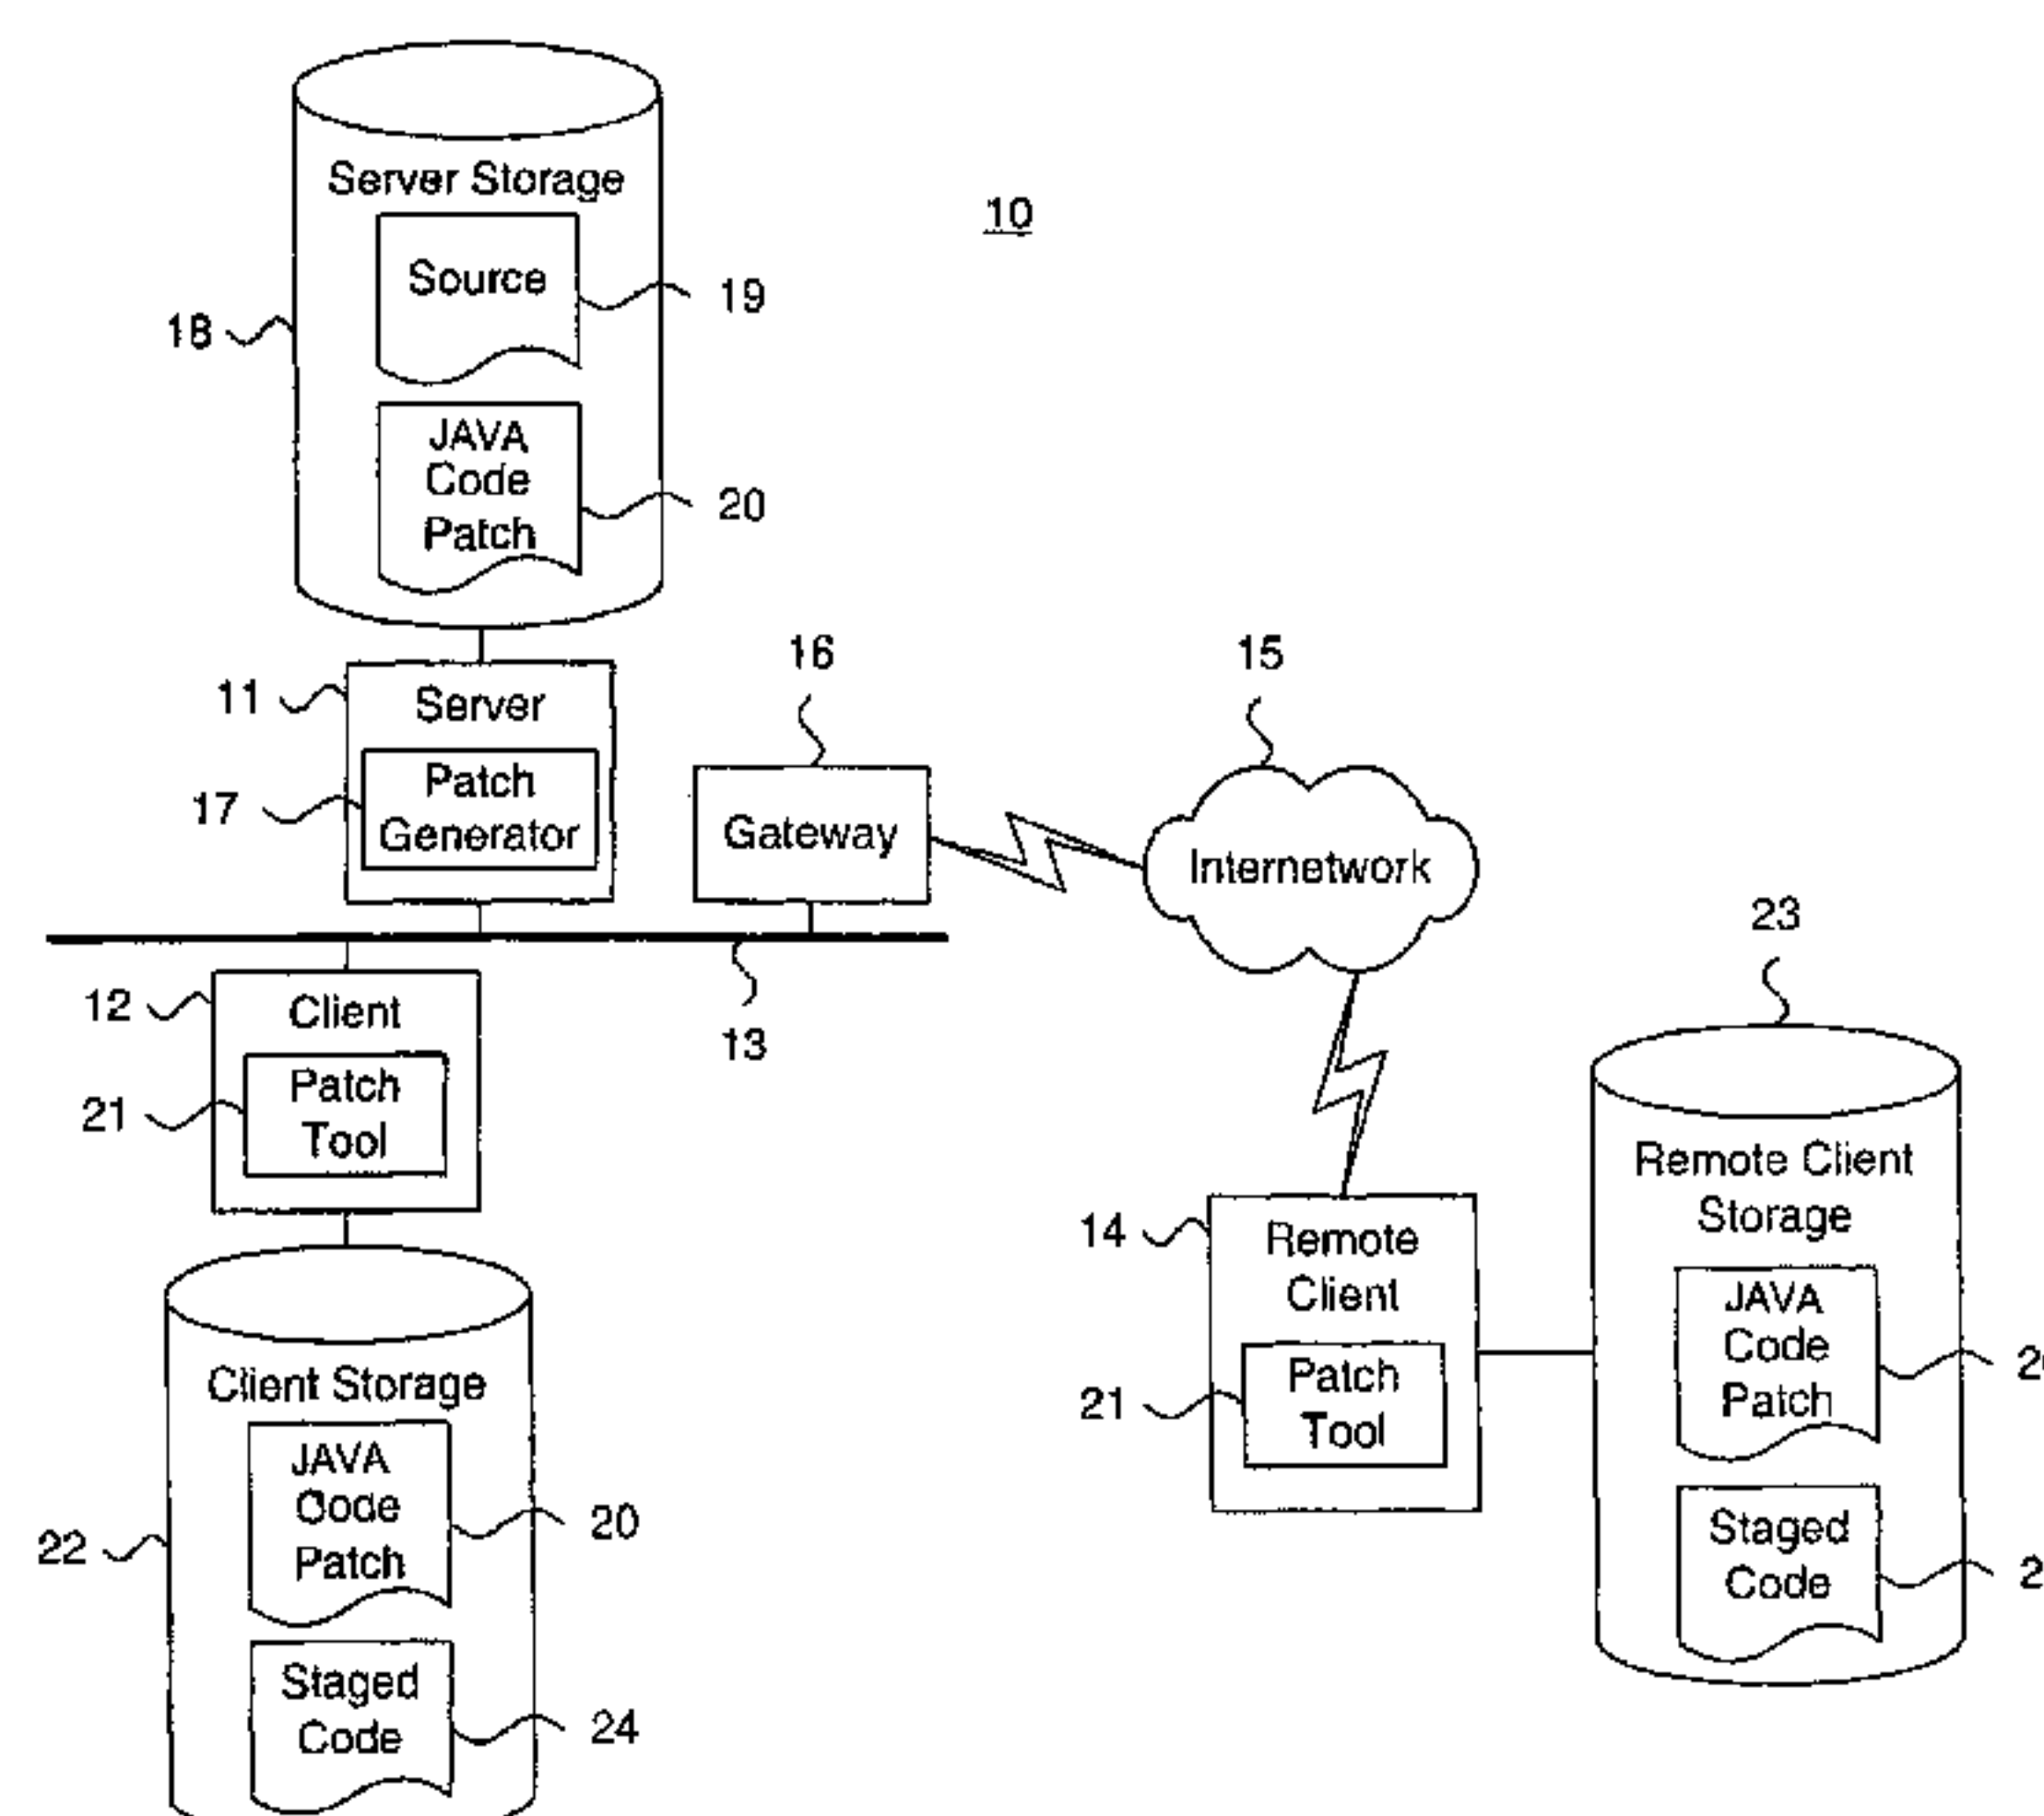 Server Storage
10
Source
19
18
JAVA
Code
Patch
20
16
15
11
Server
Patch
Generator
17
Gateway
Internetwork
23
12
Client
13
Patch
Tool
21
Remote Client
Storage
14
Remote
Client
JAVA
Code
Patch
Patch
Tool
21
Client Storage
JAVA
Code
Patch
20
22
Staged
Code
Staged
Code
24